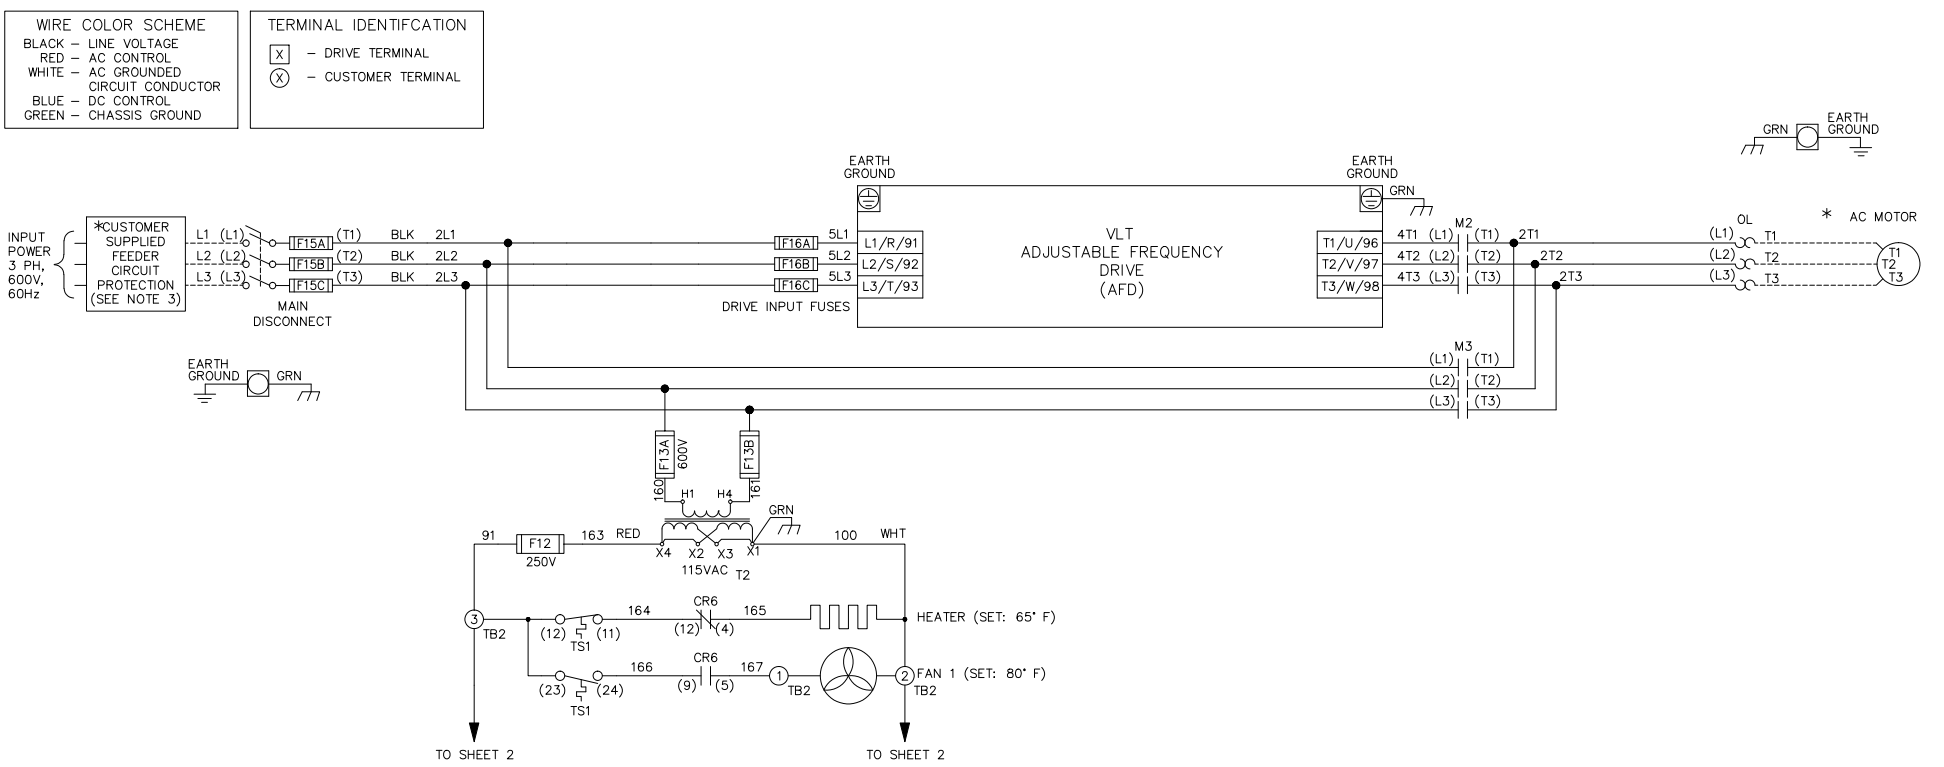 WIRE COLOR SCHEME
BLACK – LINE VOLTAGE
RED – AC CONTROL
WHITE – AC GROUNDED
CIRCUIT CONDUCTOR
BLUE – DC CONTROL
GREEN – CHASSIS GROUND
TERMINAL IDENTIFCATION
X – DRIVE TERMINAL
X – CUSTOMER TERMINAL
GRN
EARTH
GROUND
EARTH
GROUND
EARTH
GROUND
GRN
INPUT
POWER
3 PH,
600V,
60Hz
*CUSTOMER
SUPPLIED
FEEDER
CIRCUIT
PROTECTION
(SEE NOTE 3)
L1 (L1) F15A (T1) BLK 2L1 F16A 5L1 L1/R/91
L2 (L2) F15B (T2) BLK 2L2 F16B 5L2 L2/S/92
L3 (L3) F15C (T3) BLK 2L3 F16C 5L3 L3/T/93
MAIN
DISCONNECT
DRIVE INPUT FUSES
VLT
ADJUSTABLE FREQUENCY
DRIVE
(AFD)
M2
T1/U/96 4T1 (L1) (T1) 2T1
T2/V/97 4T2 (L2) (T2) 2T2
T3/W/98 4T3 (L3) (T3) 2T3
OL
(L1) T1
(L2) T2
(L3) T3
* AC MOTOR
T1
T2
T3
EARTH
GROUND
GRN
M3
(L1) (T1)
(L2) (T2)
(L3) (T3)
F13A
600V
F13B
160
161
H1 H4
GRN
91 F12 163 RED
250V
X4 X2 X3 X1
100 WHT
115VAC T2
3
TB2
(12) (11)
TS1
164
CR6
(12) (4)
165
HEATER (SET: 65° F)
(23) (24)
TS1
166
CR6
(9) (5)
167
1
TB2
2
TB2
FAN 1 (SET: 80° F)
TO SHEET 2
TO SHEET 2